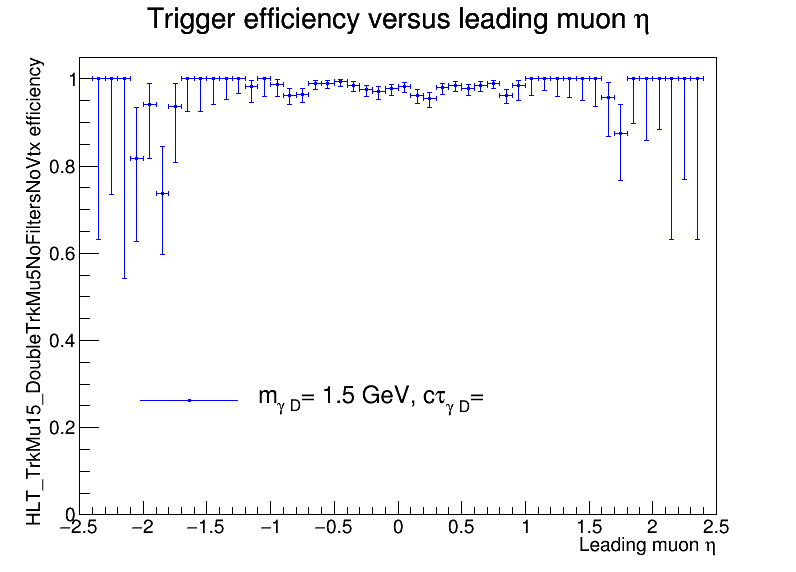 Trigger efficiency versus leading muon η
HLT_TrkMu15_DoubleTrkMu5NoFiltersNoVtx efficiency
1
0.8
0.6
0.4
0.2
0
−2.5 −2 −1.5 −1 −0.5 0 0.5 1 1.5 2 2.5
Leading muon η
mγ D= 1.5 GeV, cτγ D=